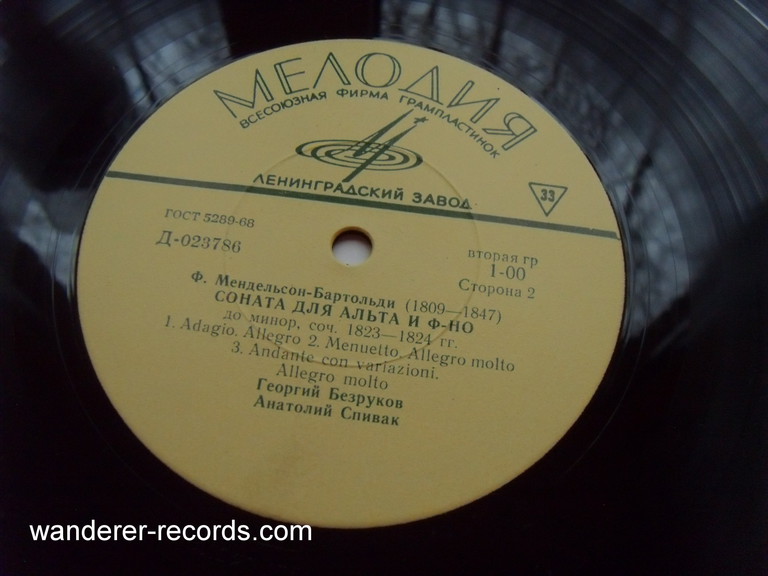 МЕЛОДИЯ
ВСЕСОЮЗНАЯ ФИРМА ГРАМПЛАСТИНОК
ЛЕНИНГРАДСКИЙ ЗАВОД
33
ГОСТ 5289-68
Д-023786
вторая гр
1-00
Сторона 2
Ф. Мендельсон-Бартольди (1809—1847)
СОНАТА ДЛЯ АЛЬТА И Ф-НО
до минор, соч. 1823—1824 гг.
1. Adagio. Allegro 2. Menuetto. Allegro molto
3. Andante con variazioni.
Allegro molto
Георгий Безруков
Анатолий Спивак
wanderer-records.com